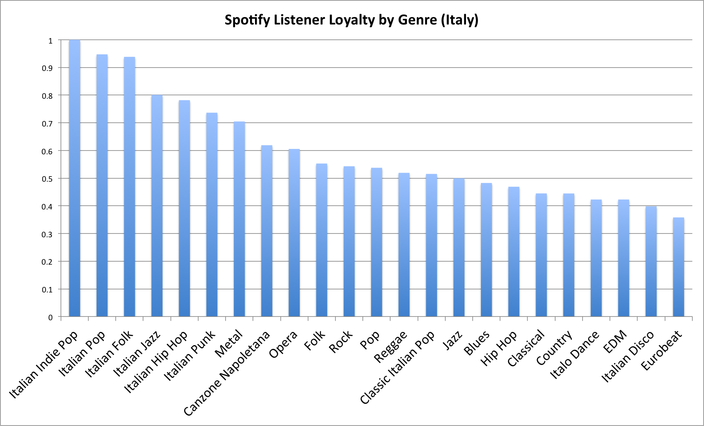 Spotify Listener Loyalty by Genre (Italy)
1
0.9
0.8
0.7
0.6
0.5
0.4
0.3
0.2
0.1
0
Italian Indie Pop
Italian Pop
Italian Folk
Italian Jazz
Italian Hip Hop
Italian Punk
Metal
Canzone Napoletana
Opera
Folk
Rock
Pop
Reggae
Classic Italian Pop
Jazz
Blues
Hip Hop
Classical
Country
Italo Dance
EDM
Italian Disco
Eurobeat